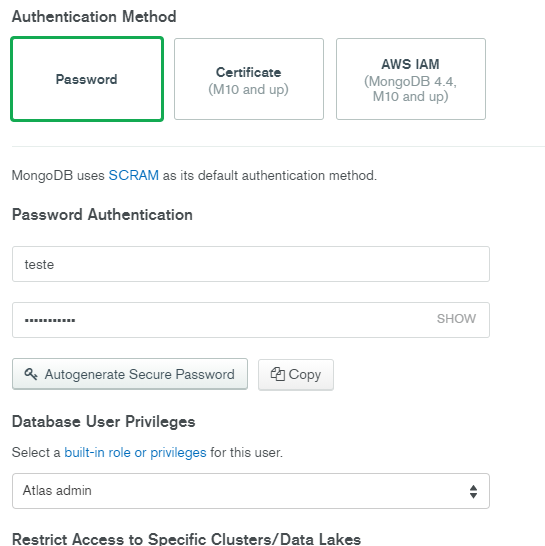 Authentication Method
Password
Certificate
(M10 and up)
AWS IAM
(MongoDB 4.4,
M10 and up)
MongoDB uses SCRAM as its default authentication method.
Password Authentication
teste
SHOW
Autogenerate Secure Password
Copy
Database User Privileges
Select a built-in role or privileges for this user.
Atlas admin
Restrict Access to Specific Clusters/Data Lakes